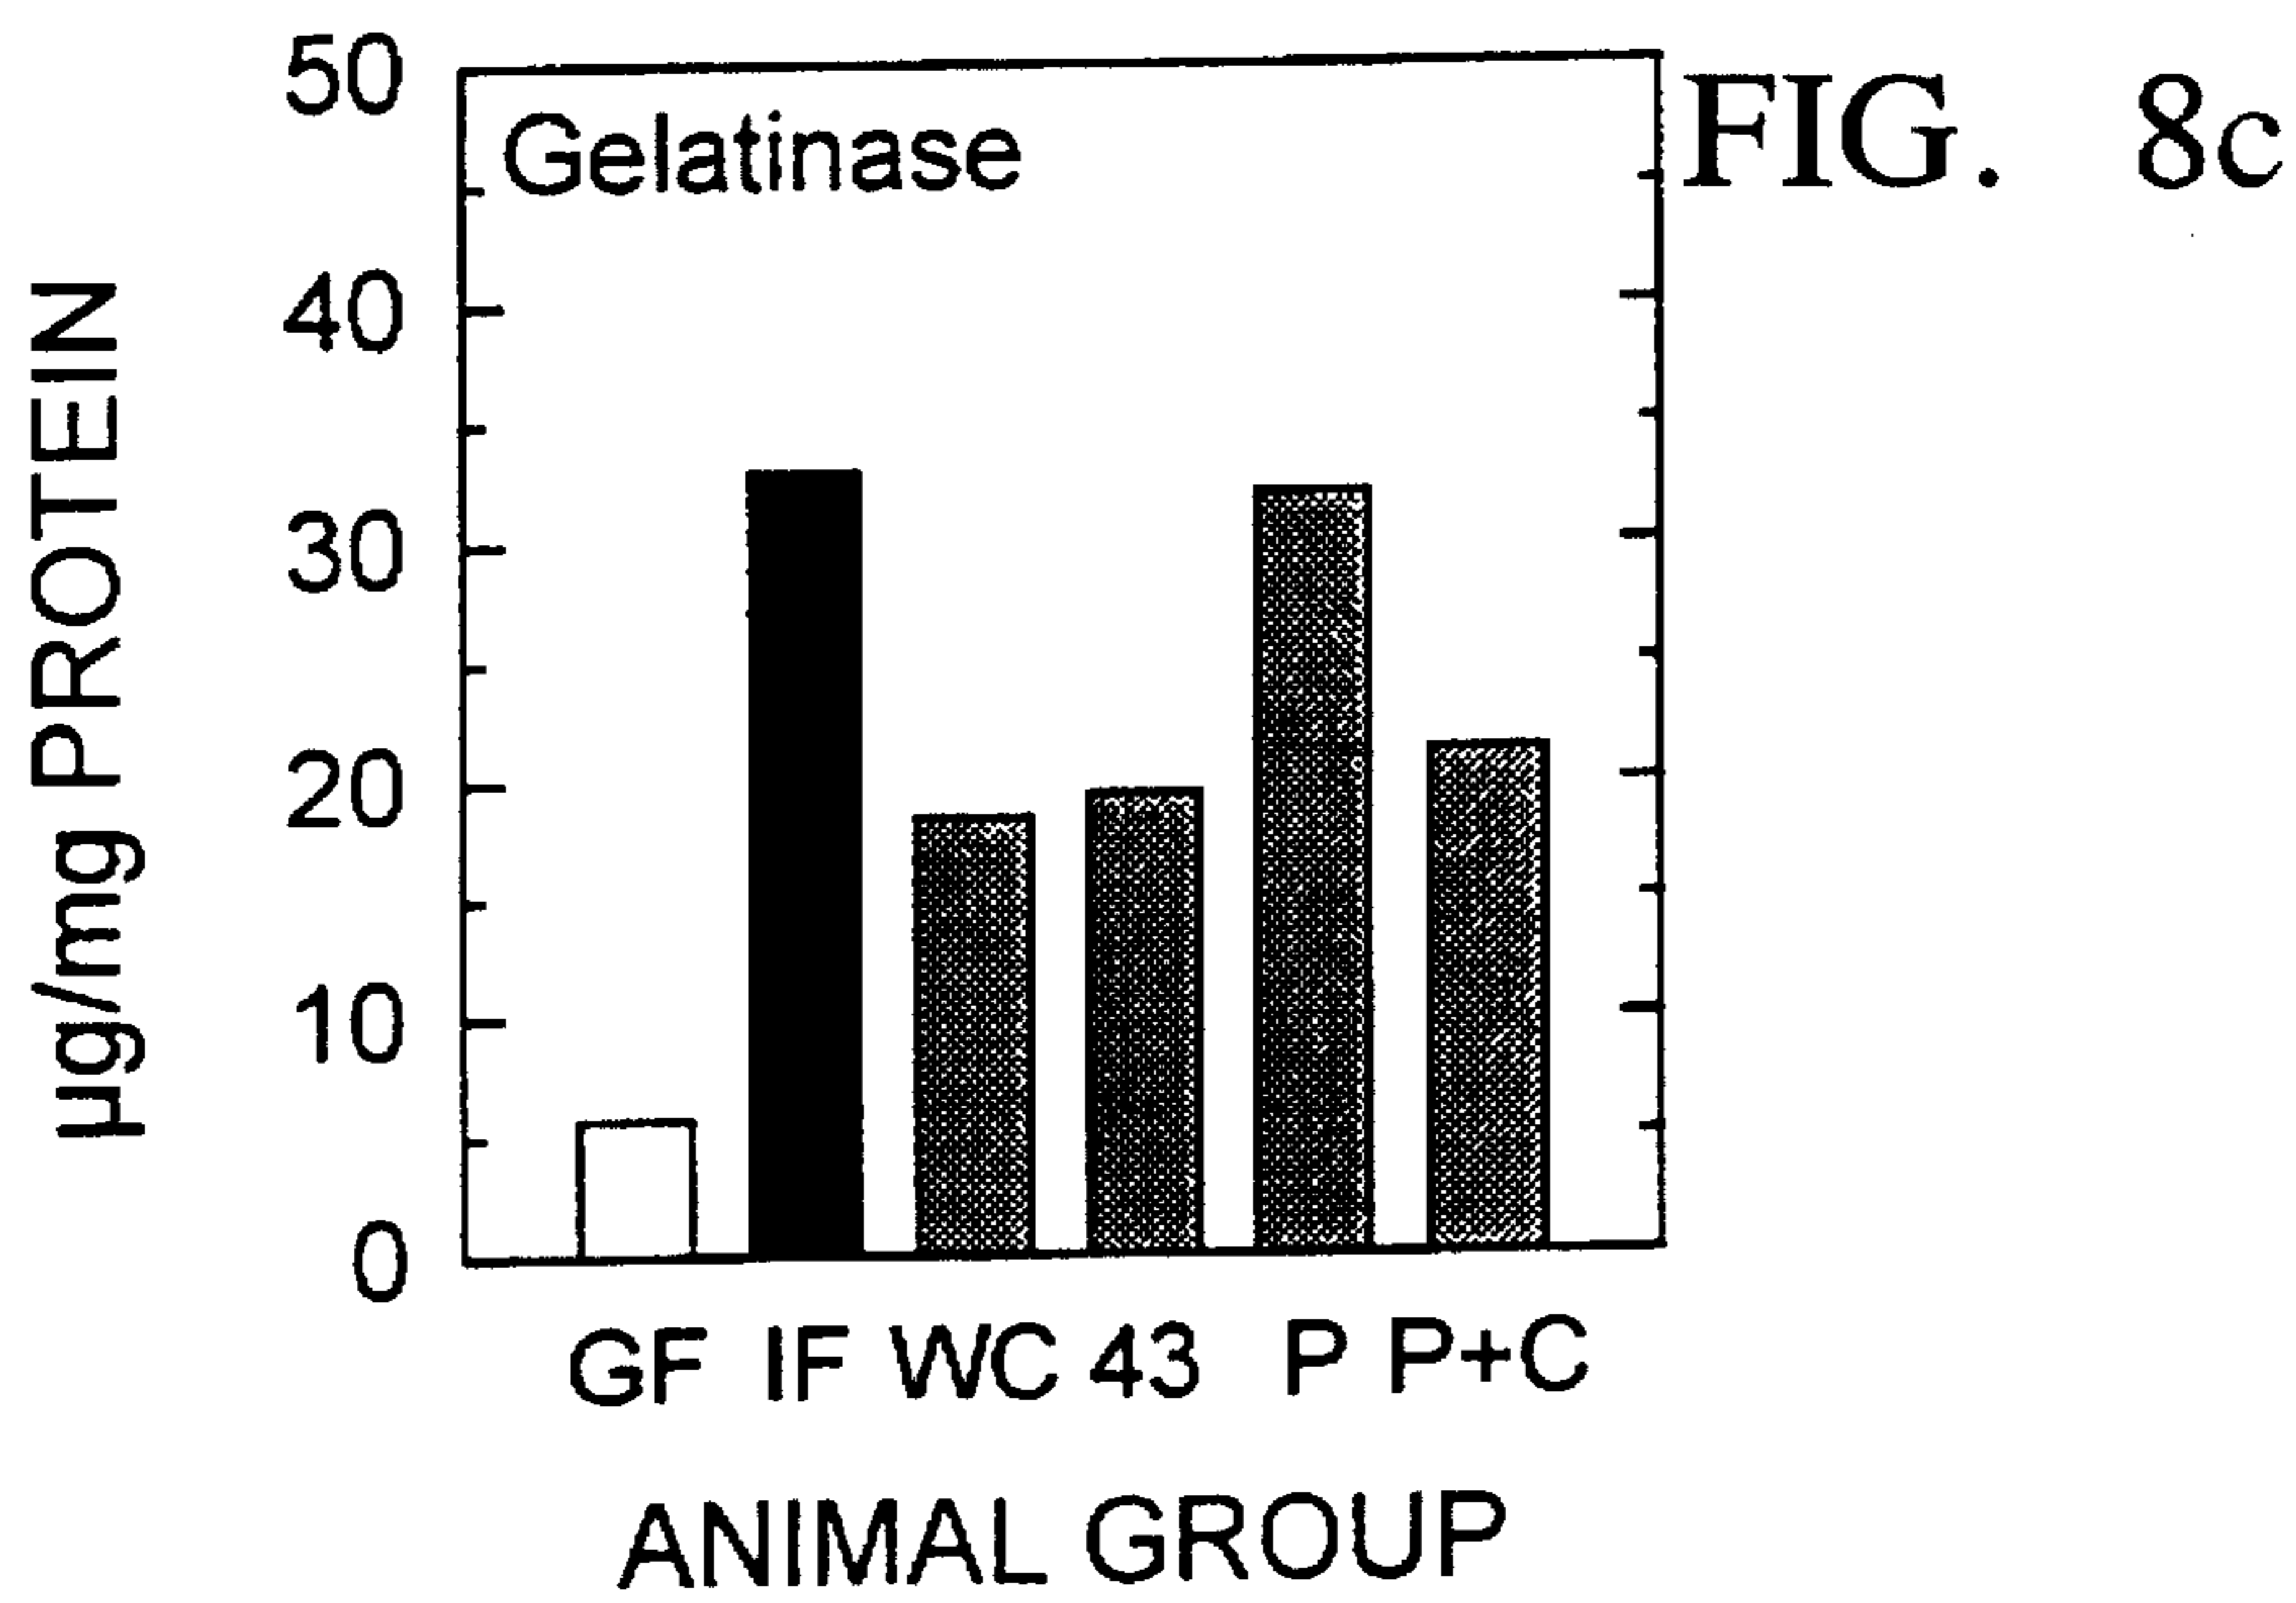 FIG. 8c
Gelatinase
µg/mg PROTEIN
50
40
30
20
10
0
GF IF WC 43 P P+C
ANIMAL GROUP